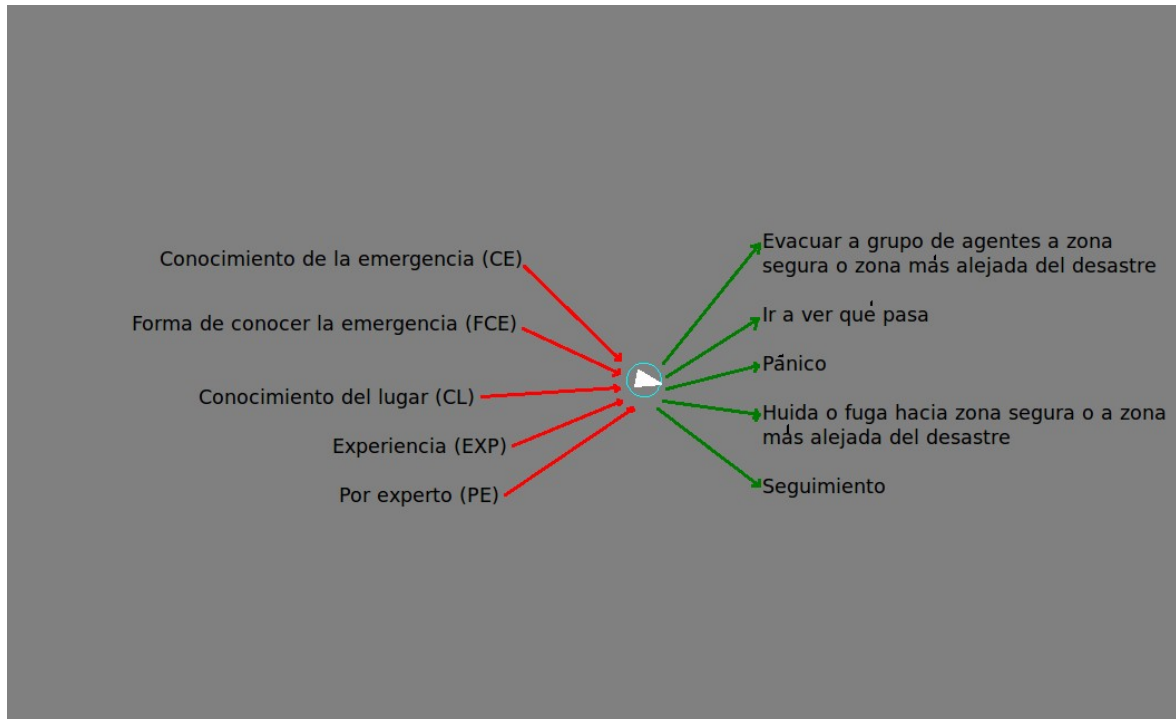 Conocimiento de la emergencia (CE)
Forma de conocer la emergencia (FCE)
Conocimiento del lugar (CL)
Experiencia (EXP)
Por experto (PE)
Evacuar a grupo de agentes a zona
segura o zona más alejada del desastre
Ir a ver qué pasa
Pánico
Huida o fuga hacia zona segura o a zona
más alejada del desastre
Seguimiento